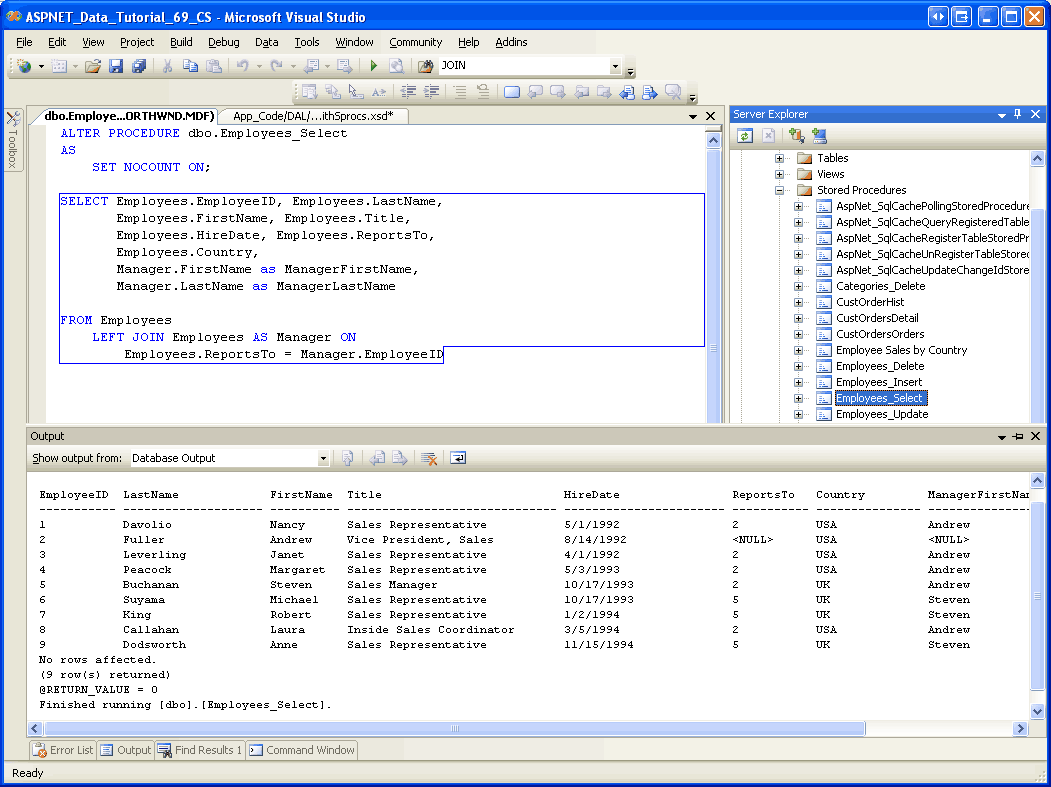 ASPNET_Data_Tutorial_69_CS - Microsoft Visual Studio
File Edit View Project Build Debug Data Tools Window Community Help Addins
JOIN
Toolbox
dbo.Employe...ORTHWND.MDF) App_Code/DAL/...ithSprocs.xsd*
ALTER PROCEDURE dbo.Employees_Select
AS
SET NOCOUNT ON;
SELECT Employees.EmployeeID, Employees.LastName,
Employees.FirstName, Employees.Title,
Employees.HireDate, Employees.ReportsTo,
Employees.Country,
Manager.FirstName as ManagerFirstName,
Manager.LastName as ManagerLastName
FROM Employees
LEFT JOIN Employees AS Manager ON
Employees.ReportsTo = Manager.EmployeeID
Server Explorer
Tables
Views
Stored Procedures
AspNet_SqlCachePollingStoredProcedure
AspNet_SqlCacheQueryRegisteredTable
AspNet_SqlCacheRegisterTableStoredPr
AspNet_SqlCacheUnRegisterTableStored
AspNet_SqlCacheUpdateChangeIdStore
Categories_Delete
CustOrderHist
CustOrdersDetail
CustOrdersOrders
Employee Sales by Country
Employees_Delete
Employees_Insert
Employees_Select
Employees_Update
Output
Show output from: Database Output
EmployeeID LastName FirstName Title HireDate ReportsTo Country ManagerFirstNam
1 Davolio Nancy Sales Representative 5/1/1992 2 USA Andrew
2 Fuller Andrew Vice President, Sales 8/14/1992 <NULL> USA <NULL>
3 Leverling Janet Sales Representative 4/1/1992 2 USA Andrew
4 Peacock Margaret Sales Representative 5/3/1993 2 USA Andrew
5 Buchanan Steven Sales Manager 10/17/1993 2 UK Andrew
6 Suyama Michael Sales Representative 10/17/1993 5 UK Steven
7 King Robert Sales Representative 1/2/1994 5 UK Steven
8 Callahan Laura Inside Sales Coordinator 3/5/1994 2 USA Andrew
9 Dodsworth Anne Sales Representative 11/15/1994 5 UK Steven
No rows affected.
(9 row(s) returned)
@RETURN_VALUE = 0
Finished running [dbo].[Employees_Select].
Error List Output Find Results 1 Command Window
Ready